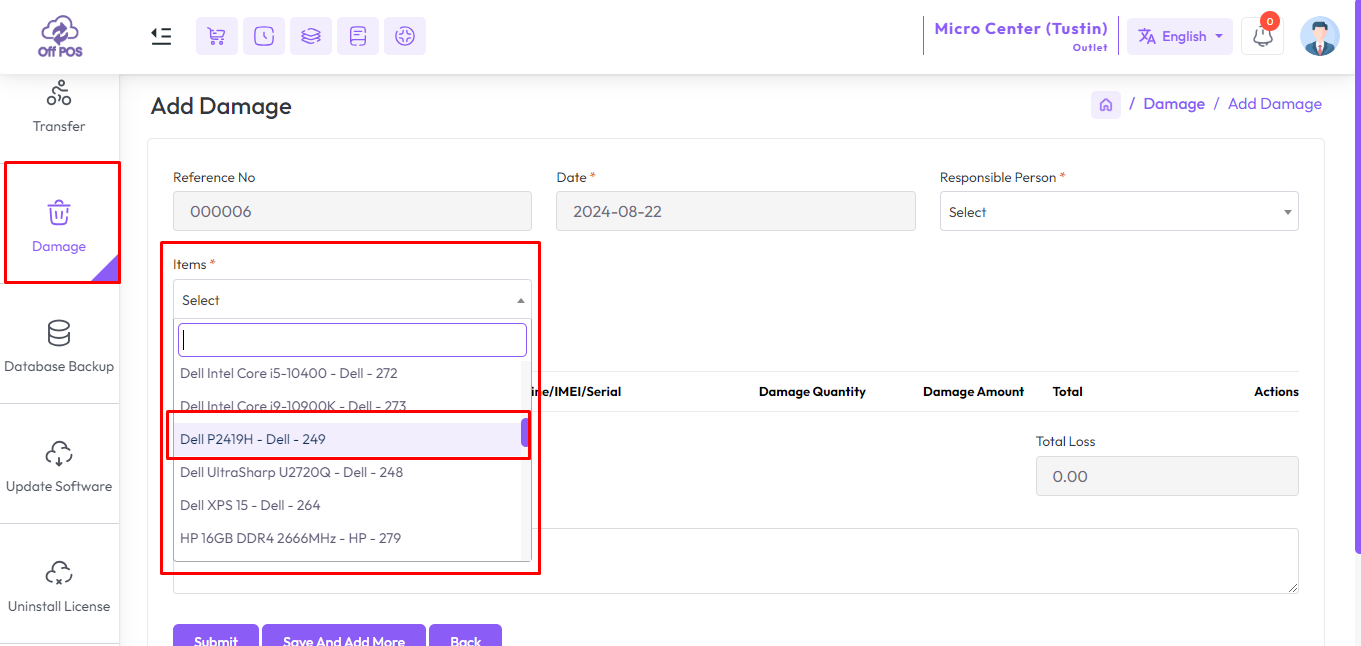 Off POS
Micro Center (Tustin)
Outlet
English
0
Transfer
Damage
Database Backup
Update Software
Uninstall License
Add Damage
/ Damage / Add Damage
Reference No
000006
Date *
2024-08-22
Responsible Person *
Select
Items *
Select
Dell Intel Core i5-10400 - Dell - 272
Dell Intel Core i9-10900K - Dell - 273
Dell P2419H - Dell - 249
Dell UltraSharp U2720Q - Dell - 248
Dell XPS 15 - Dell - 264
HP 16GB DDR4 2666MHz - HP - 279
/IMEI/Serial Damage Quantity Damage Amount Total Actions
Total Loss
0.00
Submit Save And Add More Back